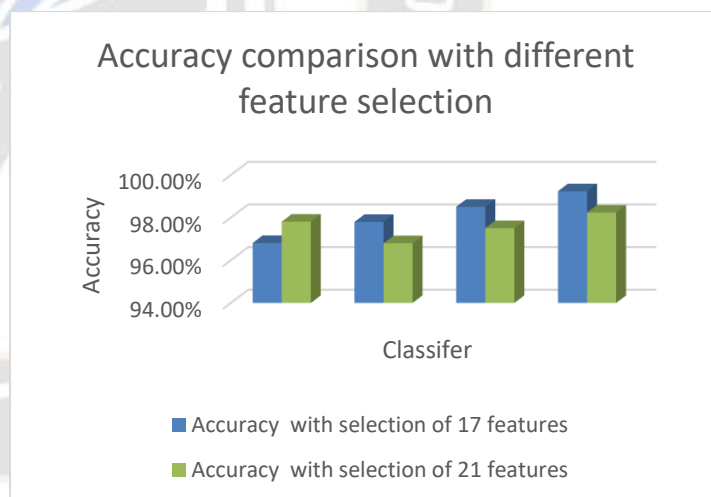 Accuracy comparison with different
feature selection
100.00%
98.00%
96.00%
94.00%
Accuracy
Classifer
Accuracy with selection of 17 features
Accuracy with selection of 21 features